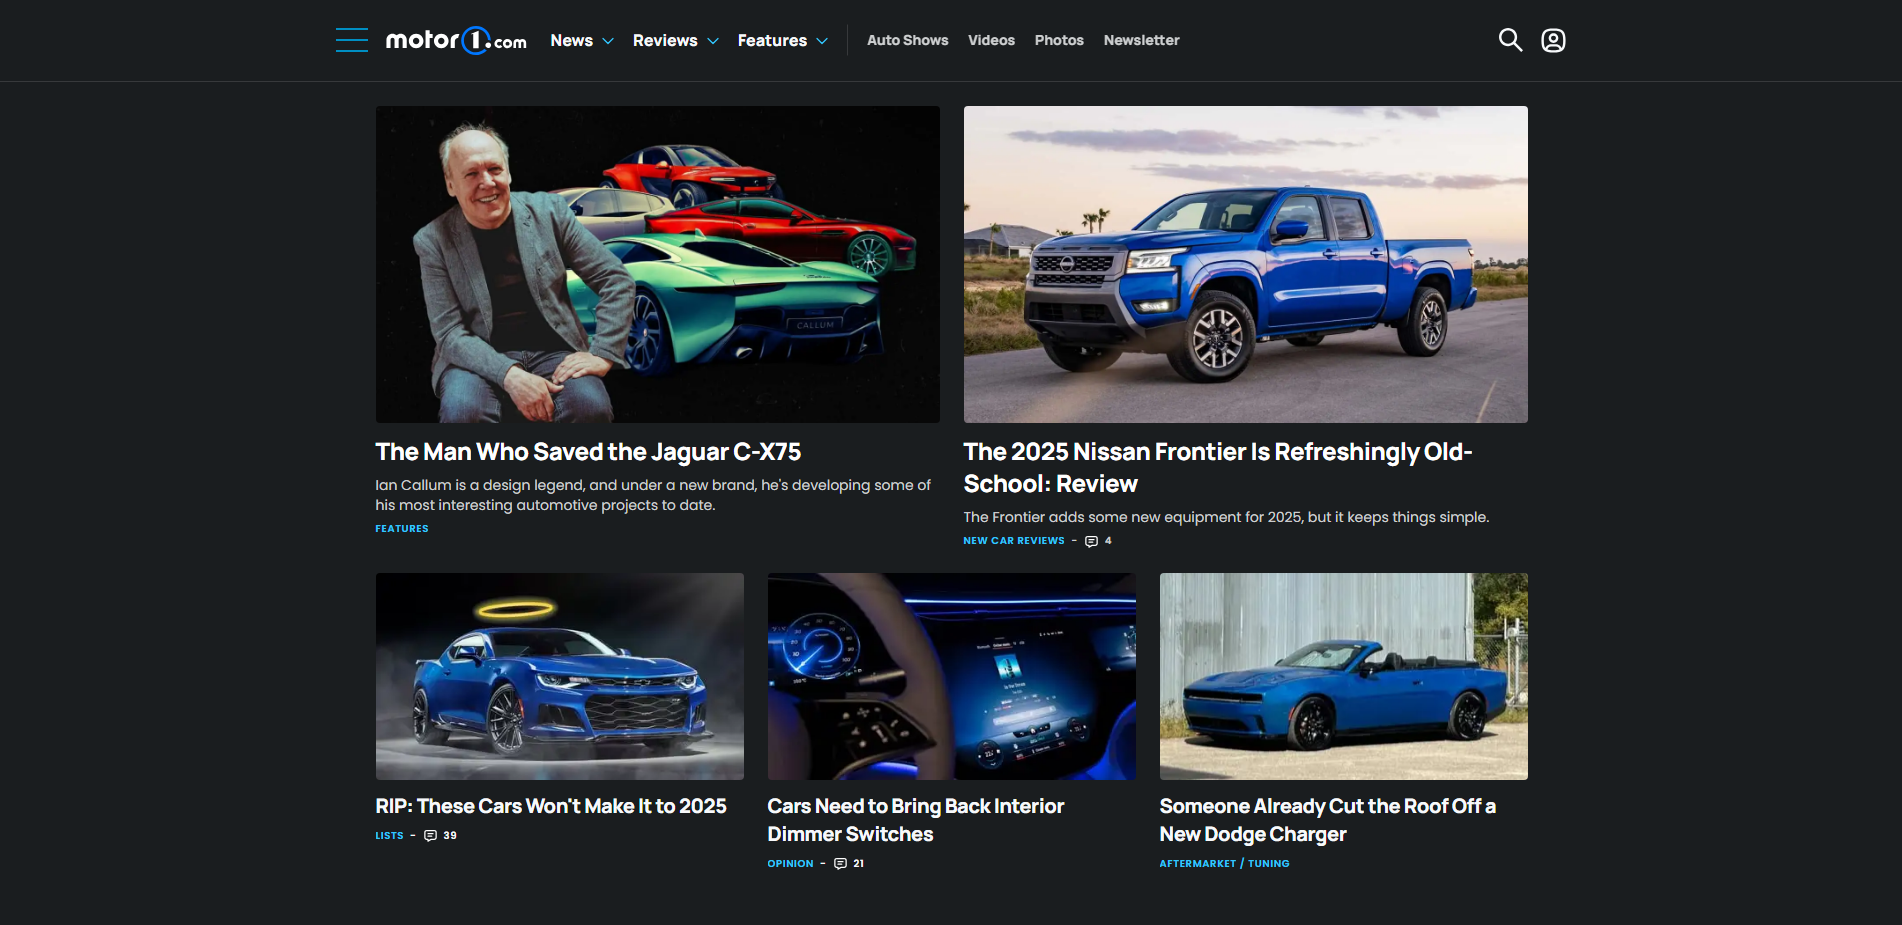 motor1.com
News
Reviews
Features
Auto Shows
Videos
Photos
Newsletter
CALLUM
The Man Who Saved the Jaguar C-X75
Ian Callum is a design legend, and under a new brand, he's developing some of
his most interesting automotive projects to date.
FEATURES
The 2025 Nissan Frontier Is Refreshingly Old-
School: Review
The Frontier adds some new equipment for 2025, but it keeps things simple.
NEW CAR REVIEWS - 4
RIP: These Cars Won't Make It to 2025
LISTS - 39
Cars Need to Bring Back Interior
Dimmer Switches
OPINION - 21
Someone Already Cut the Roof Off a
New Dodge Charger
AFTERMARKET / TUNING